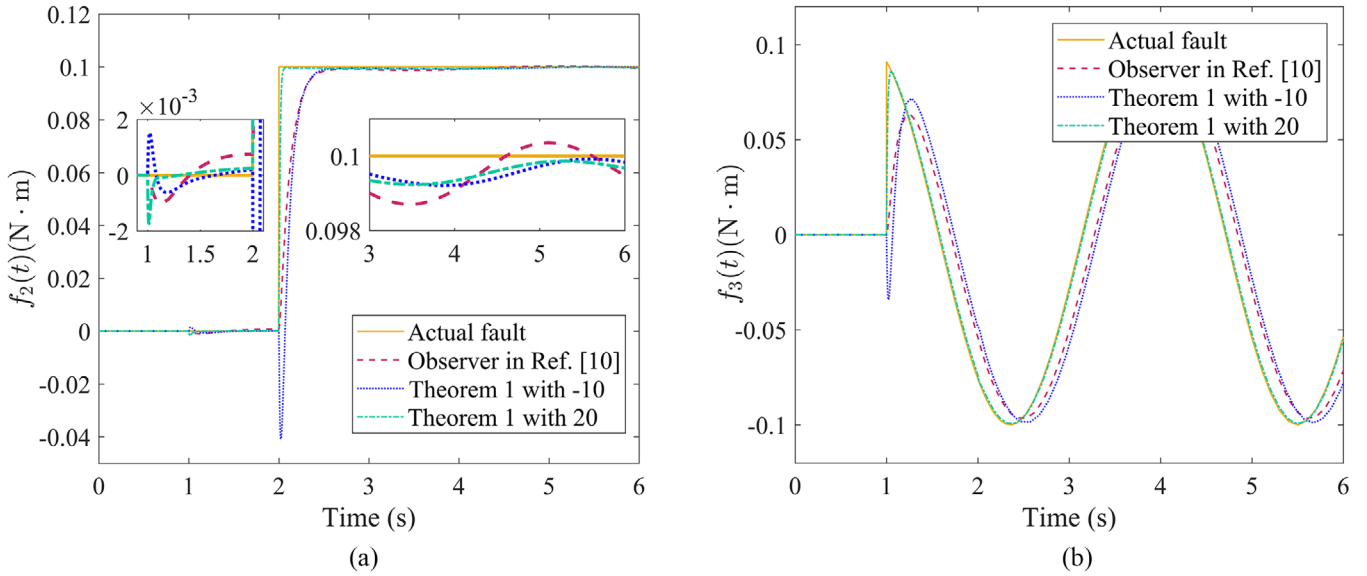 0.12
0.1
0.08
0.06
0.04
0.02
0
-0.02
-0.04
f₂(t)(N · m)
0 1 2 3 4 5 6
Time (s)
(a)
×10⁻³
2
0
-2
1 1.5 2
0.1
0.098
3 4 5 6
Actual fault
Observer in Ref. [10]
Theorem 1 with -10
Theorem 1 with 20
0.1
0.05
0
-0.05
-0.1
f₃(t)(N · m)
0 1 2 3 4 5 6
Time (s)
(b)
Actual fault
Observer in Ref. [10]
Theorem 1 with -10
Theorem 1 with 20